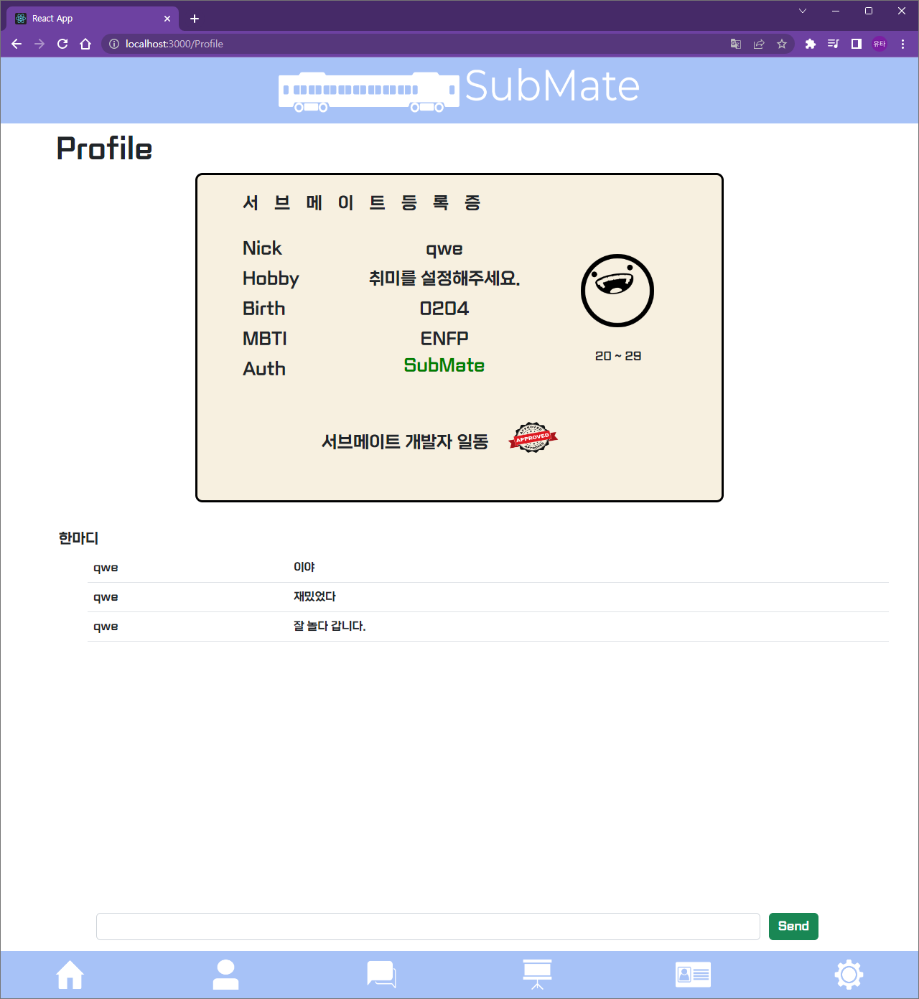 React App
localhost:3000/Profile
유타
SubMate
Profile
서 브 메 이 트 등 록 증
Nick qwe
Hobby 취미를 설정해주세요.
Birth 0204
MBTI ENFP
Auth SubMate
20 ~ 29
서브메이트 개발자 일동
APPROVED
APPROVED
APPROVED
한마디
qwe 이야
qwe 재밌었다
qwe 잘 놀다 갑니다.
Send